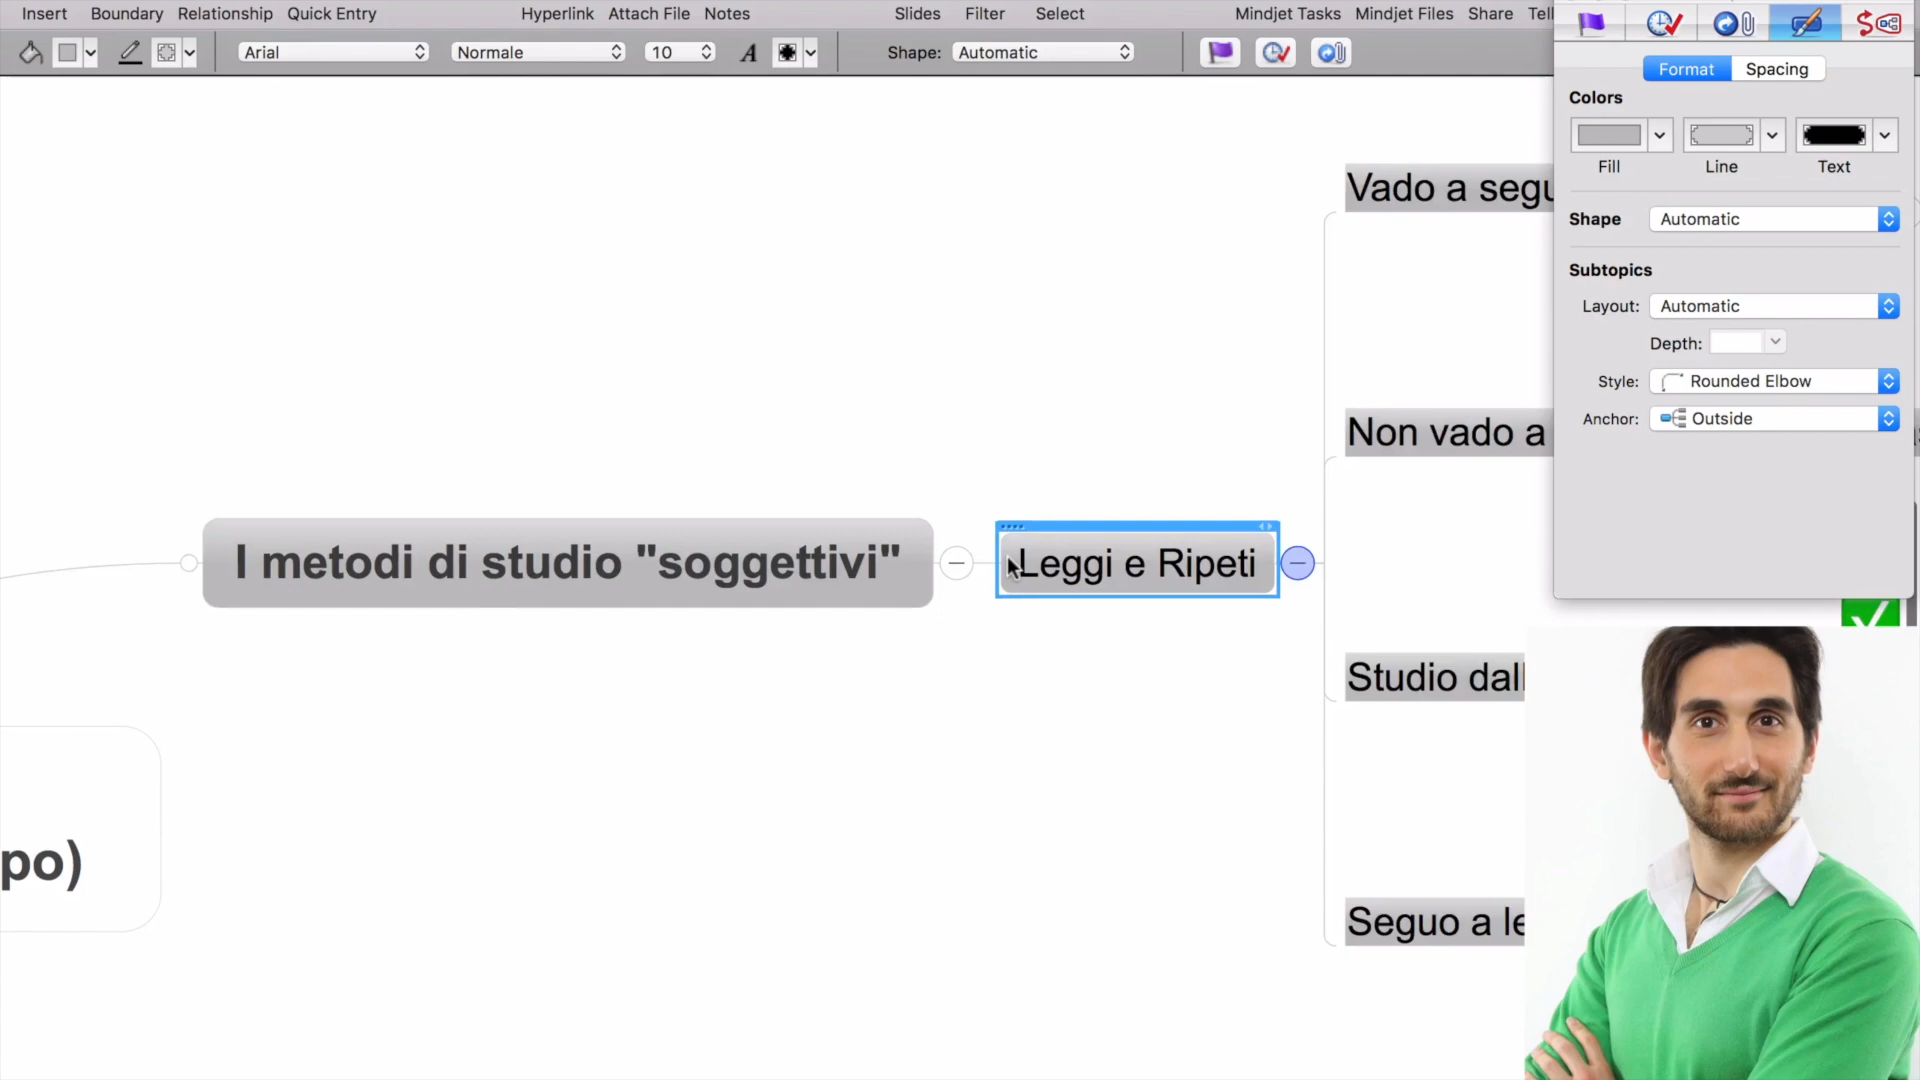 Insert Boundary Relationship Quick Entry Hyperlink Attach File Notes Slides Filter Select Mindjet Tasks Mindjet Files Share Tell
Arial Normale 10 A Shape: Automatic
Format Spacing
Colors
Fill Line Text
Shape Automatic
Subtopics
Layout: Automatic
Depth:
Style: Rounded Elbow
Anchor: Outside
Vado a segu
Non vado a
I metodi di studio "soggettivi"
Leggi e Ripeti
Studio dall
po)
Seguo a le